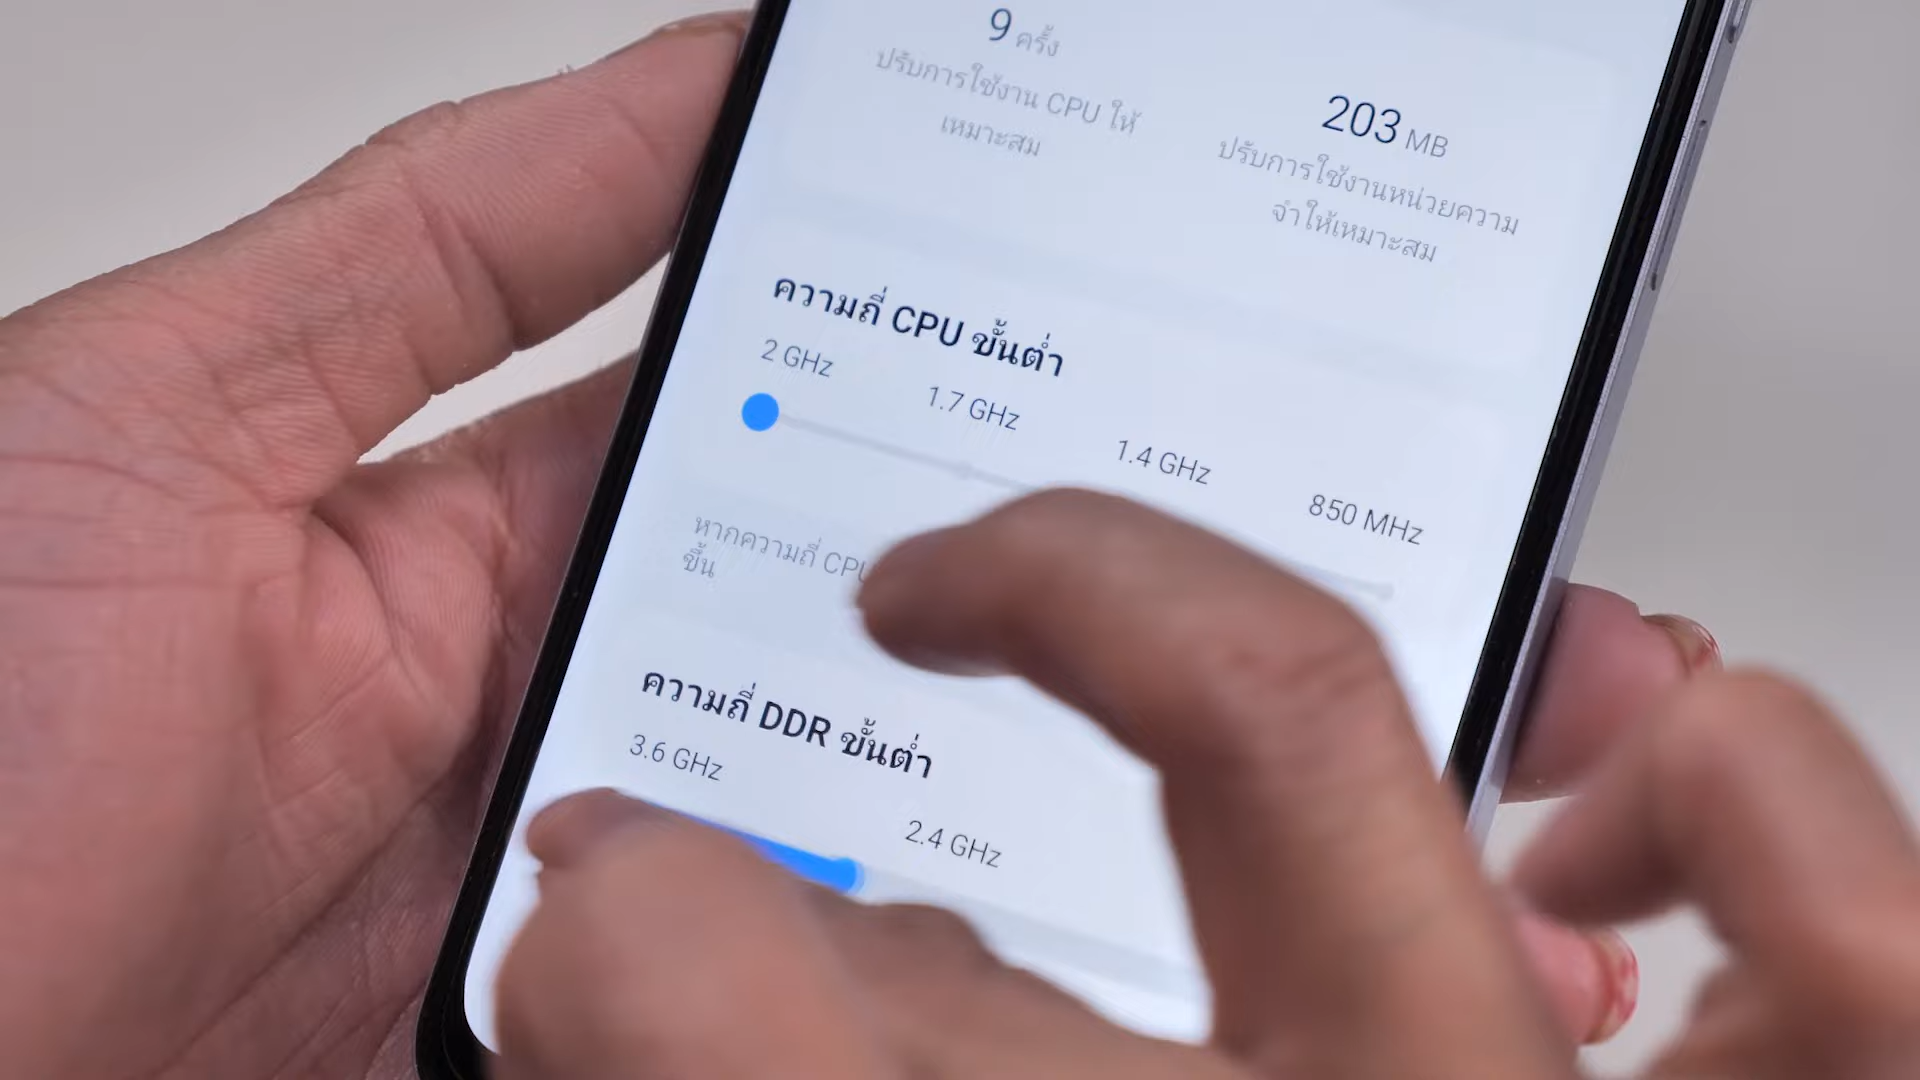 9 ครั้ง
ปรับการใช้งาน CPU ให้
เหมาะสม
203 MB
ปรับการใช้งานหน่วยความ
จำให้เหมาะสม
ความถี่ CPU ขั้นต่ำ
2 GHz
1.7 GHz
1.4 GHz
850 MHz
หากความถี่ CPU
ขึ้น
ความถี่ DDR ขั้นต่ำ
3.6 GHz
2.4 GHz